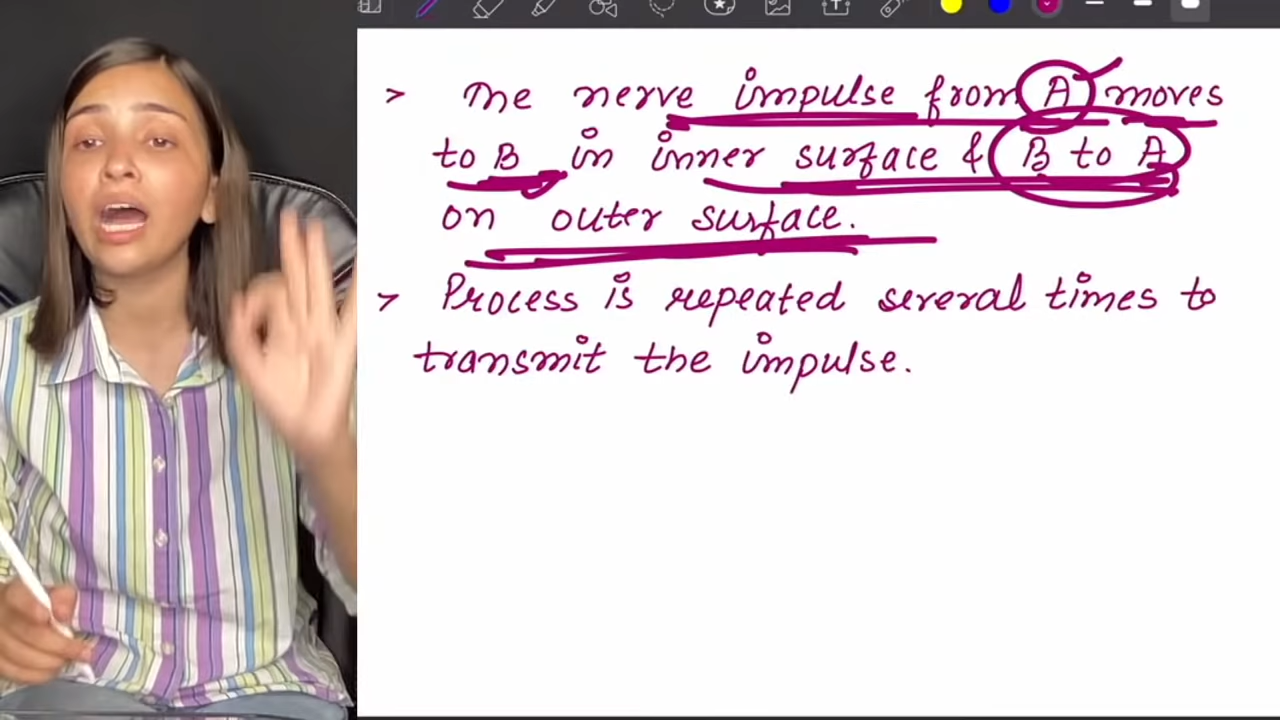 > The nerve impulse from A moves
to B in inner surface & B to A
on outer surface.
> Process is repeated several times to
transmit the impulse.